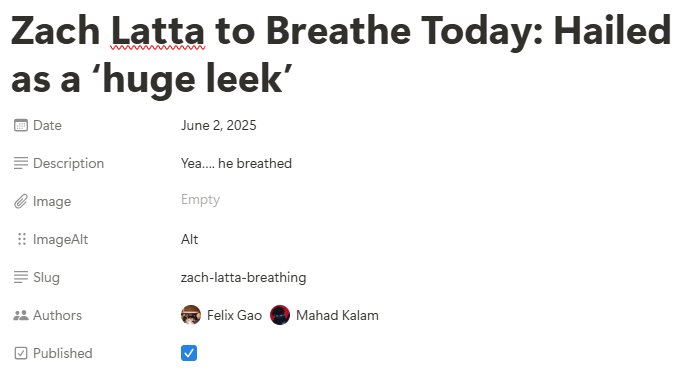 Zach Latta to Breathe Today: Hailed
as a ‘huge leek’
Date June 2, 2025
Description Yea.... he breathed
Image Empty
ImageAlt Alt
Slug zach-latta-breathing
Authors Felix Gao Mahad Kalam
Published